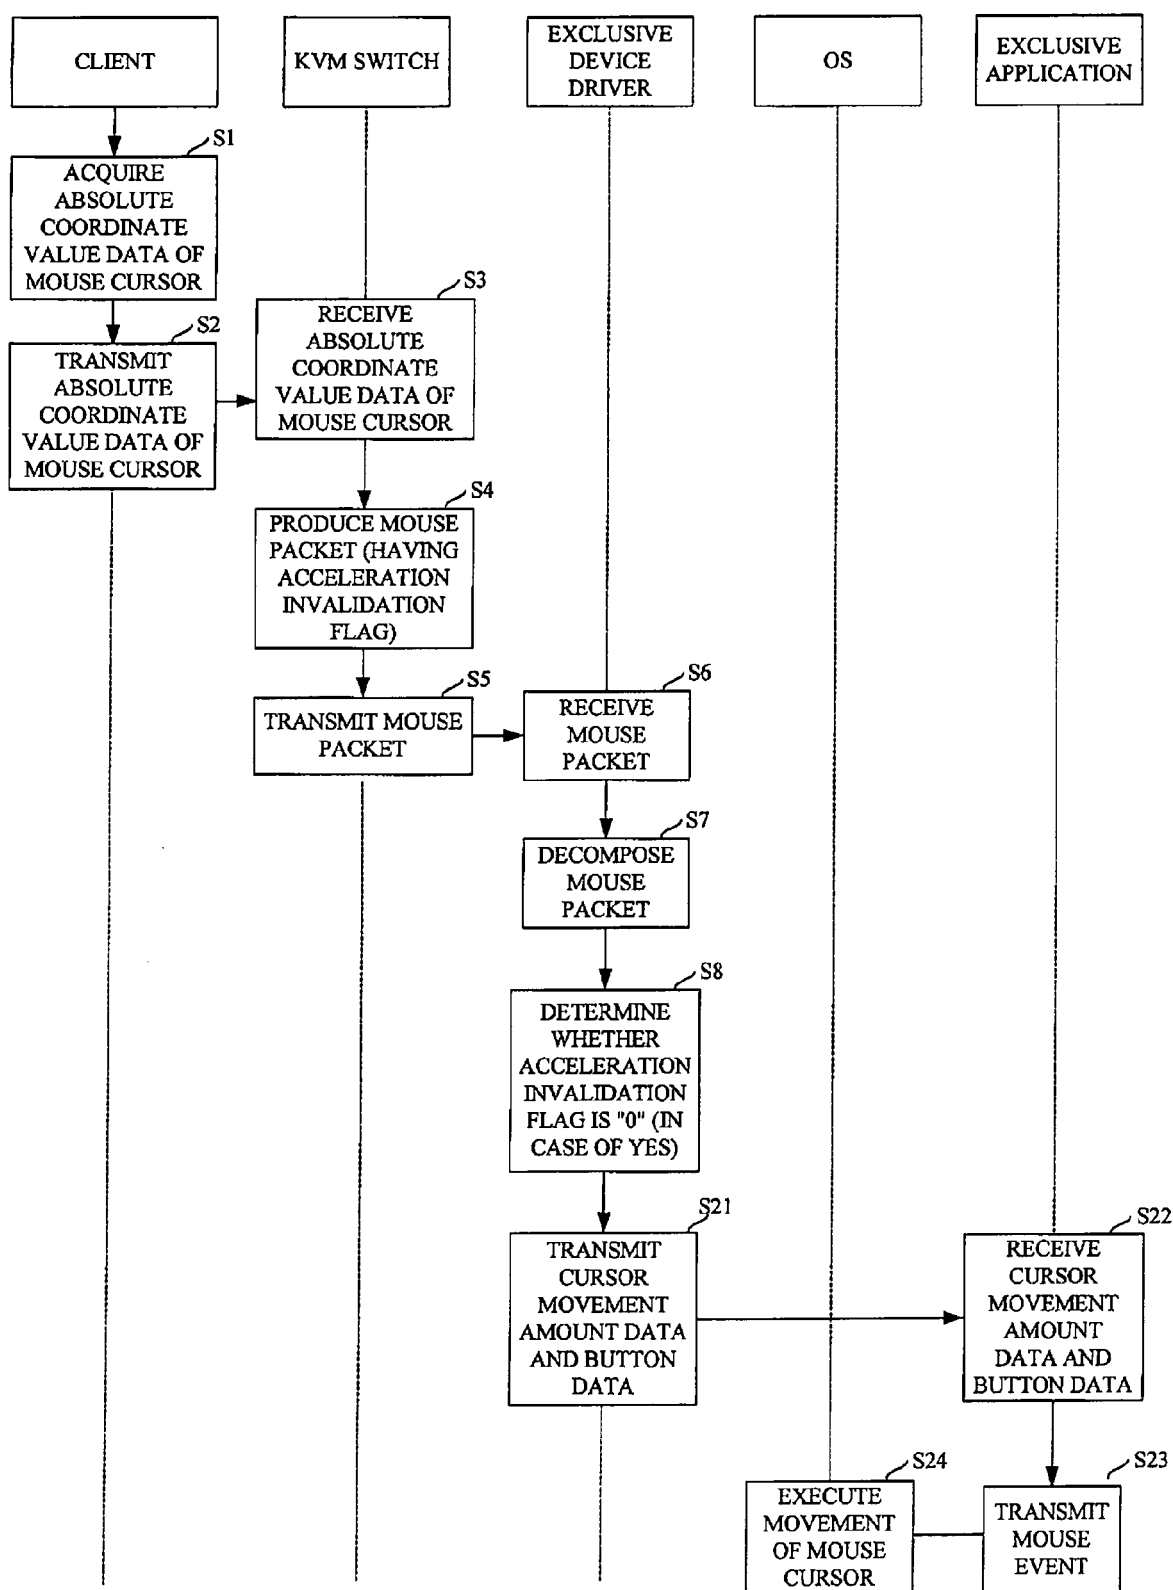 CLIENT
KVM SWITCH
EXCLUSIVE
DEVICE
DRIVER
OS
EXCLUSIVE
APPLICATION
S1
ACQUIRE
ABSOLUTE
COORDINATE
VALUE DATA OF
MOUSE CURSOR
S2
TRANSMIT
ABSOLUTE
COORDINATE
VALUE DATA OF
MOUSE CURSOR
S3
RECEIVE
ABSOLUTE
COORDINATE
VALUE DATA OF
MOUSE CURSOR
S4
PRODUCE MOUSE
PACKET (HAVING
ACCELERATION
INVALIDATION
FLAG)
S5
TRANSMIT MOUSE
PACKET
S6
RECEIVE
MOUSE
PACKET
S7
DECOMPOSE
MOUSE
PACKET
S8
DETERMINE
WHETHER
ACCELERATION
INVALIDATION
FLAG IS "0" (IN
CASE OF YES)
S21
TRANSMIT
CURSOR
MOVEMENT
AMOUNT DATA
AND BUTTON
DATA
S22
RECEIVE
CURSOR
MOVEMENT
AMOUNT
DATA AND
BUTTON DATA
S23
TRANSMIT
MOUSE
EVENT
S24
EXECUTE
MOVEMENT
OF MOUSE
CURSOR